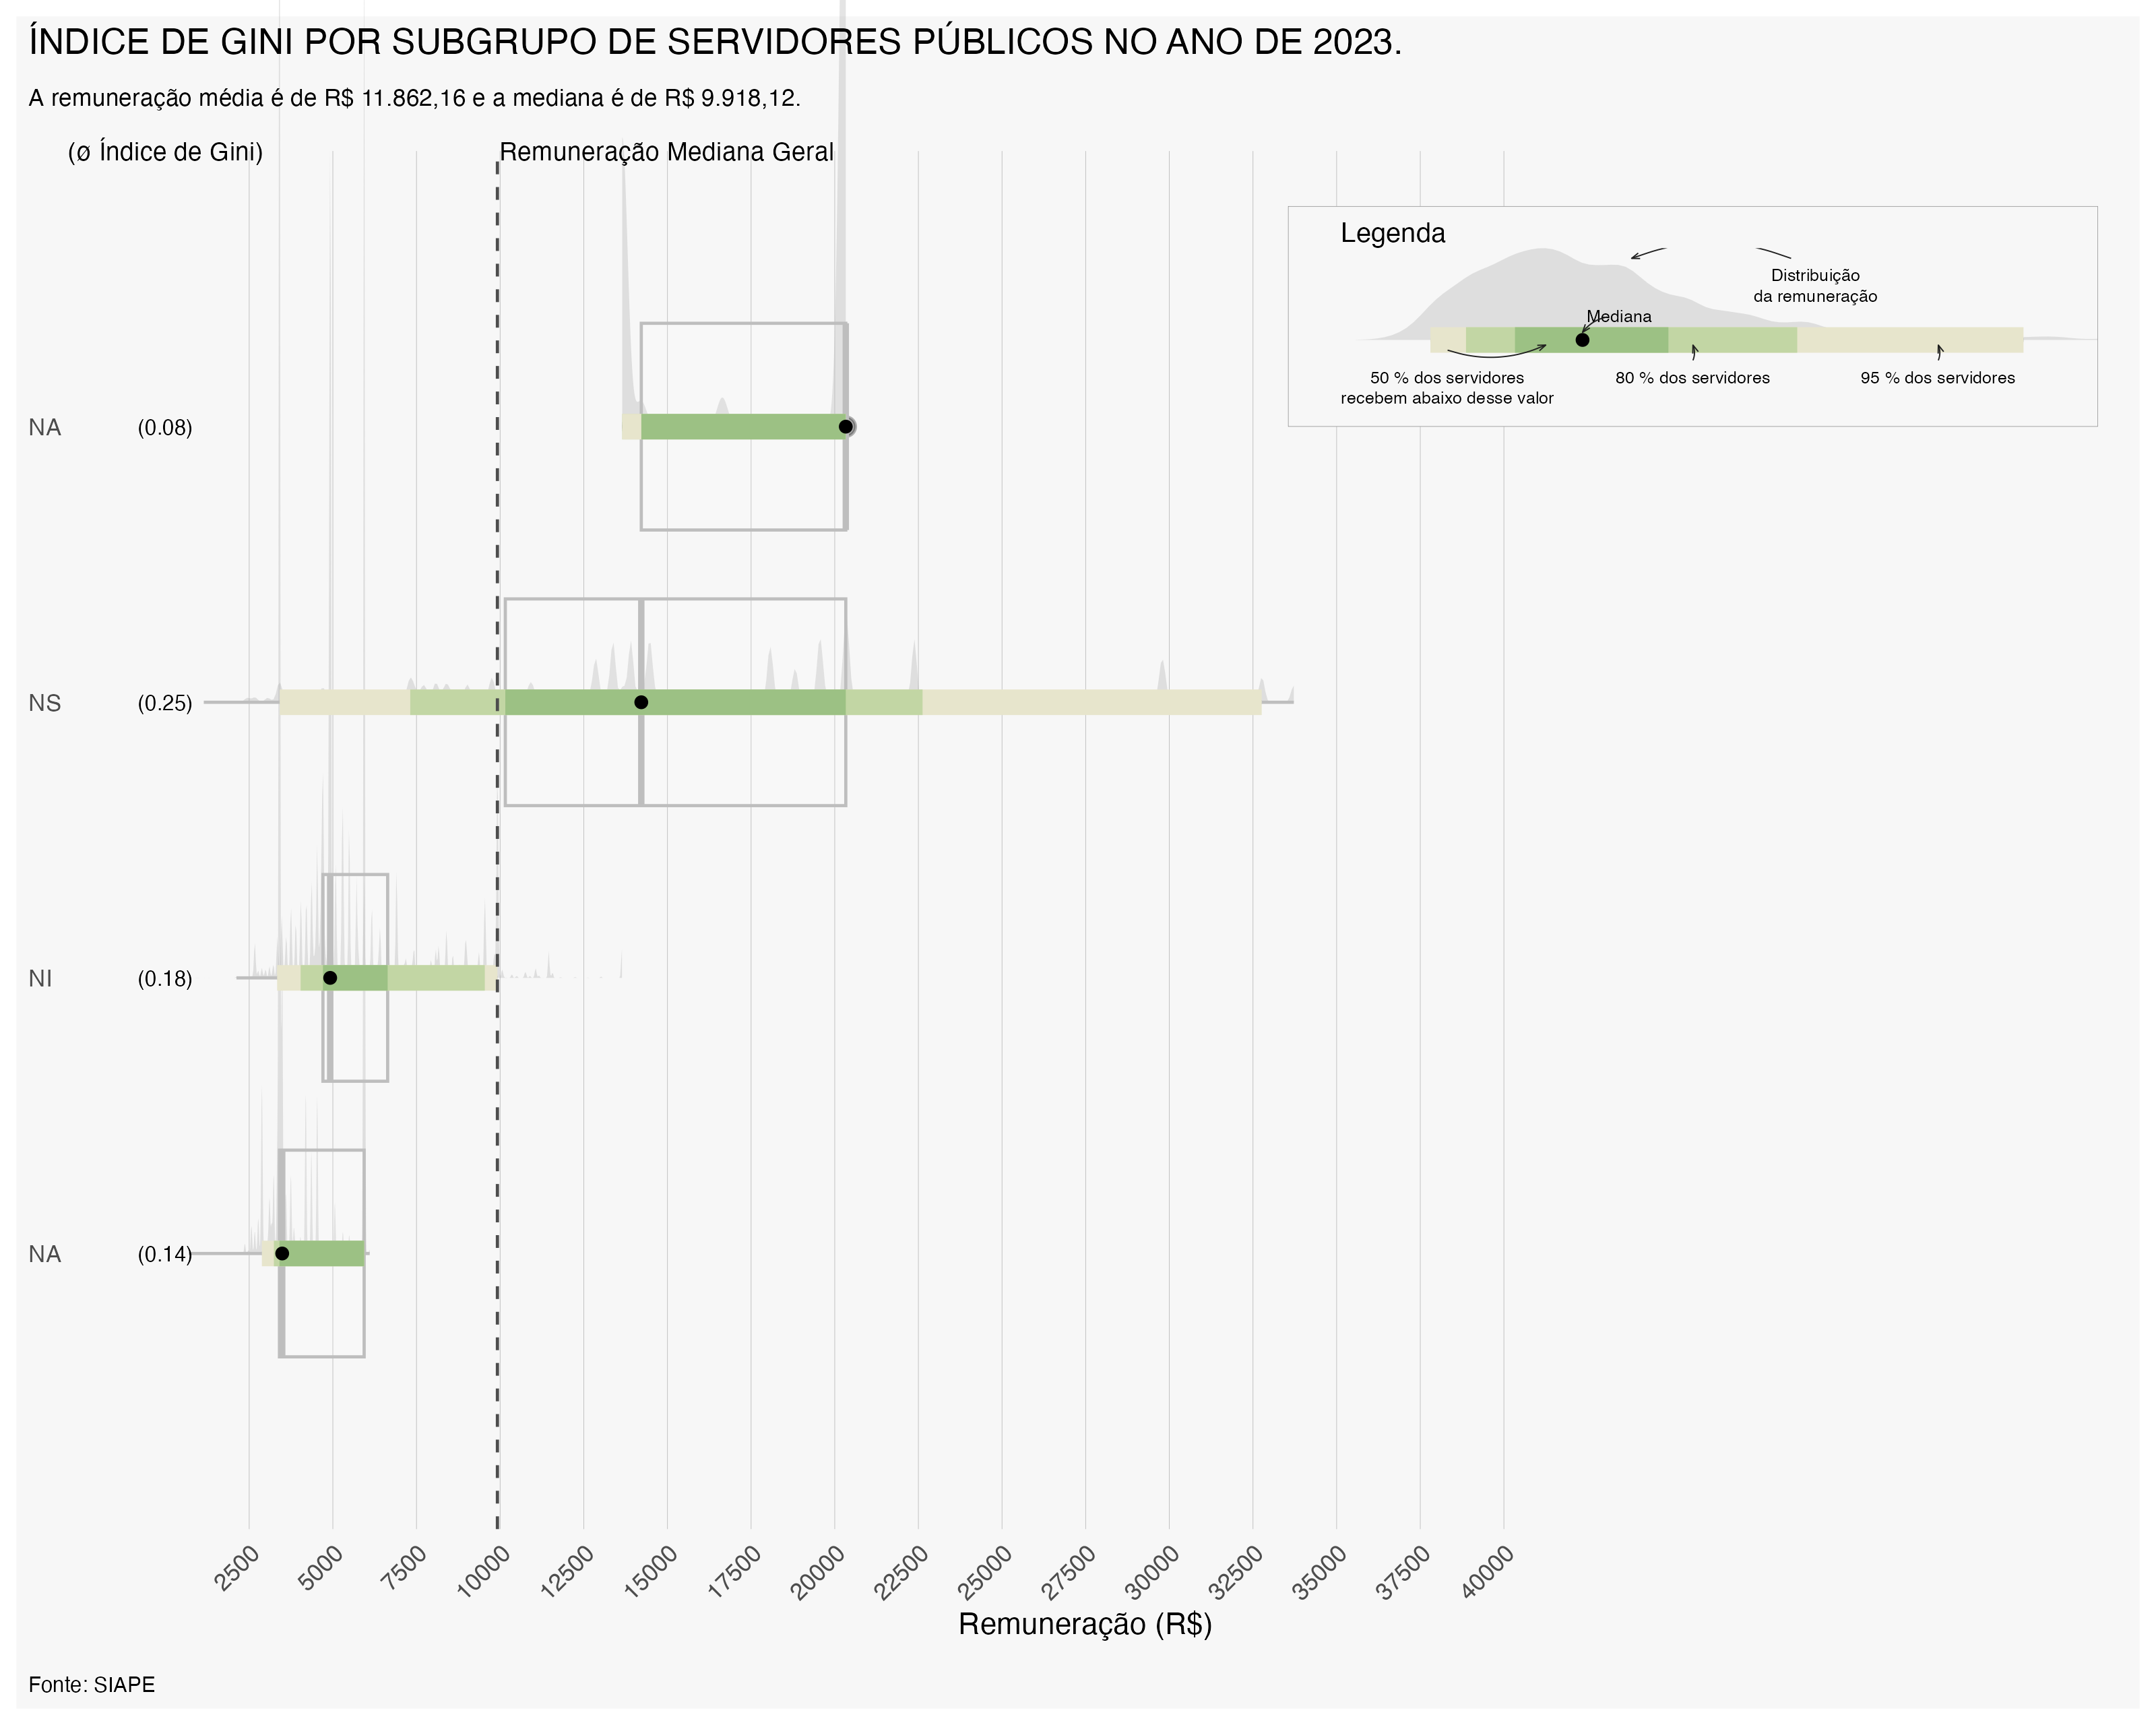 ÍNDICE DE GINI POR SUBGRUPO DE SERVIDORES PÚBLICOS NO ANO DE 2023.
A remuneração média é de R$ 11.862,16 e a mediana é de R$ 9.918,12.
(ø Índice de Gini)
Remuneração Mediana Geral
Legenda
Distribuição
da remuneração
Mediana
50 % dos servidores
recebem abaixo desse valor
80 % dos servidores
95 % dos servidores
NA (0.08)
NS (0.25)
NI (0.18)
NA (0.14)
2500 5000 7500 10000 12500 15000 17500 20000 22500 25000 27500 30000 32500 35000 37500 40000
Remuneração (R$)
Fonte: SIAPE